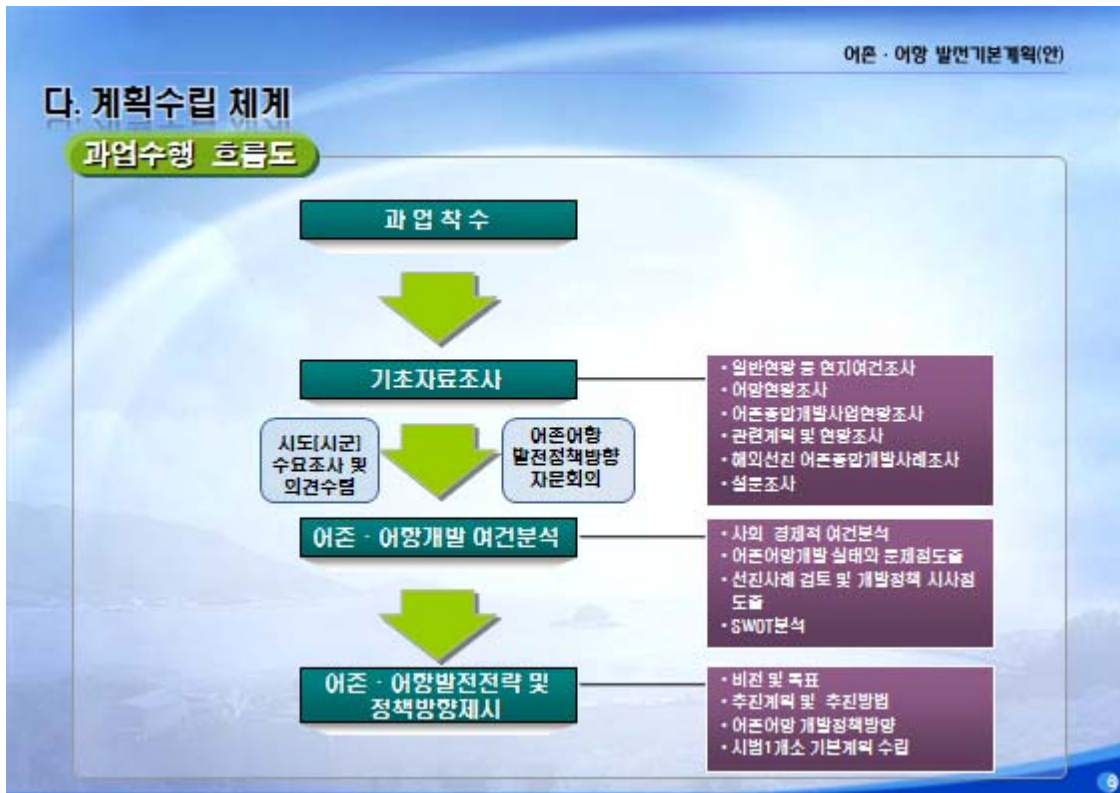 어촌 · 어항 발전기본계획(안)
다. 계획수립 체계
과업수행 흐름도
과 업 착 수
기초자료조사
• 일반현황 등 현지여건조사
• 어항현황조사
• 어촌종합개발사업현황조사
• 관련계획 및 현황조사
• 해외선진 어촌종합개발사례조사
• 설문조사
시도[시군]
수요조사 및
의견수렴
어촌어항
발전정책방향
자문회의
어촌 · 어항개발 여건분석
• 사회 경제적 여건분석
• 어촌어항개발 실태와 문제점도출
• 선진사례 검토 및 개발정책 시사점
도출
• SWOT분석
어촌 · 어항발전전략 및
정책방향제시
• 비전 및 목표
• 추진계획 및 추진방법
• 어촌어항 개발정책방향
• 시범1개소 기본계획 수립
6